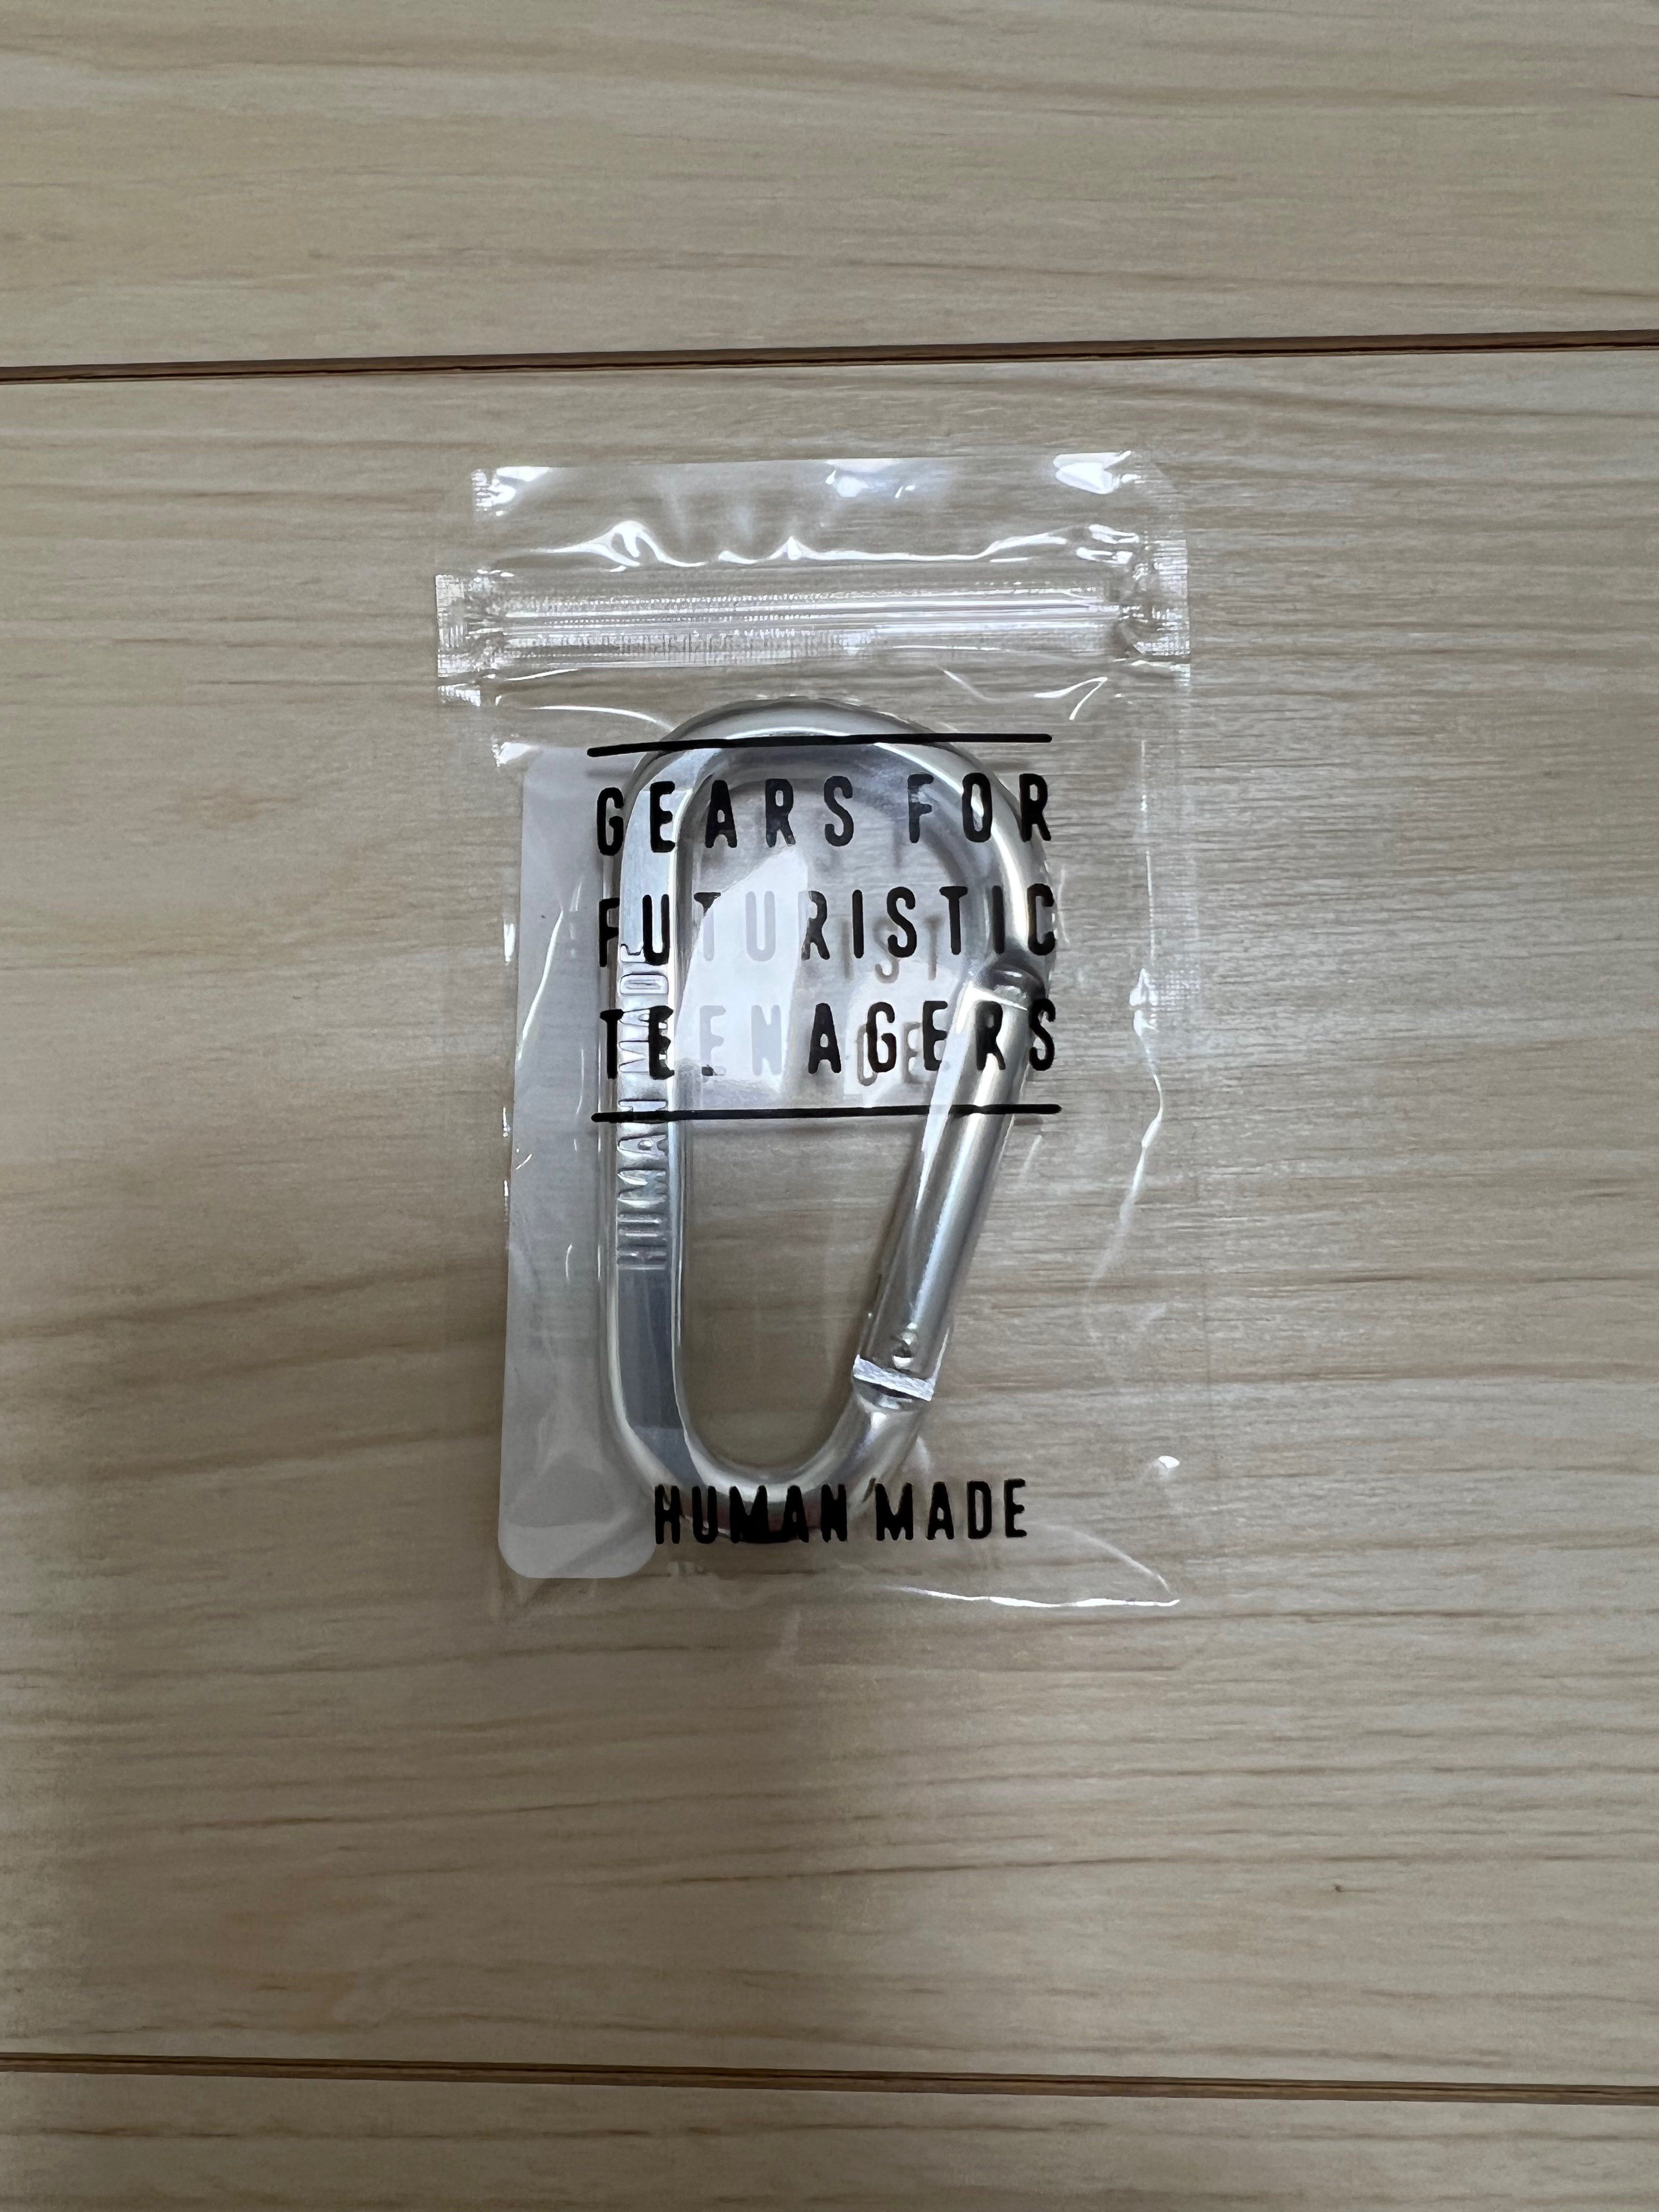 GEARS FOR
FUTURISTIC
TEENAGERS
HUMAN MADE
HUMAN MADE